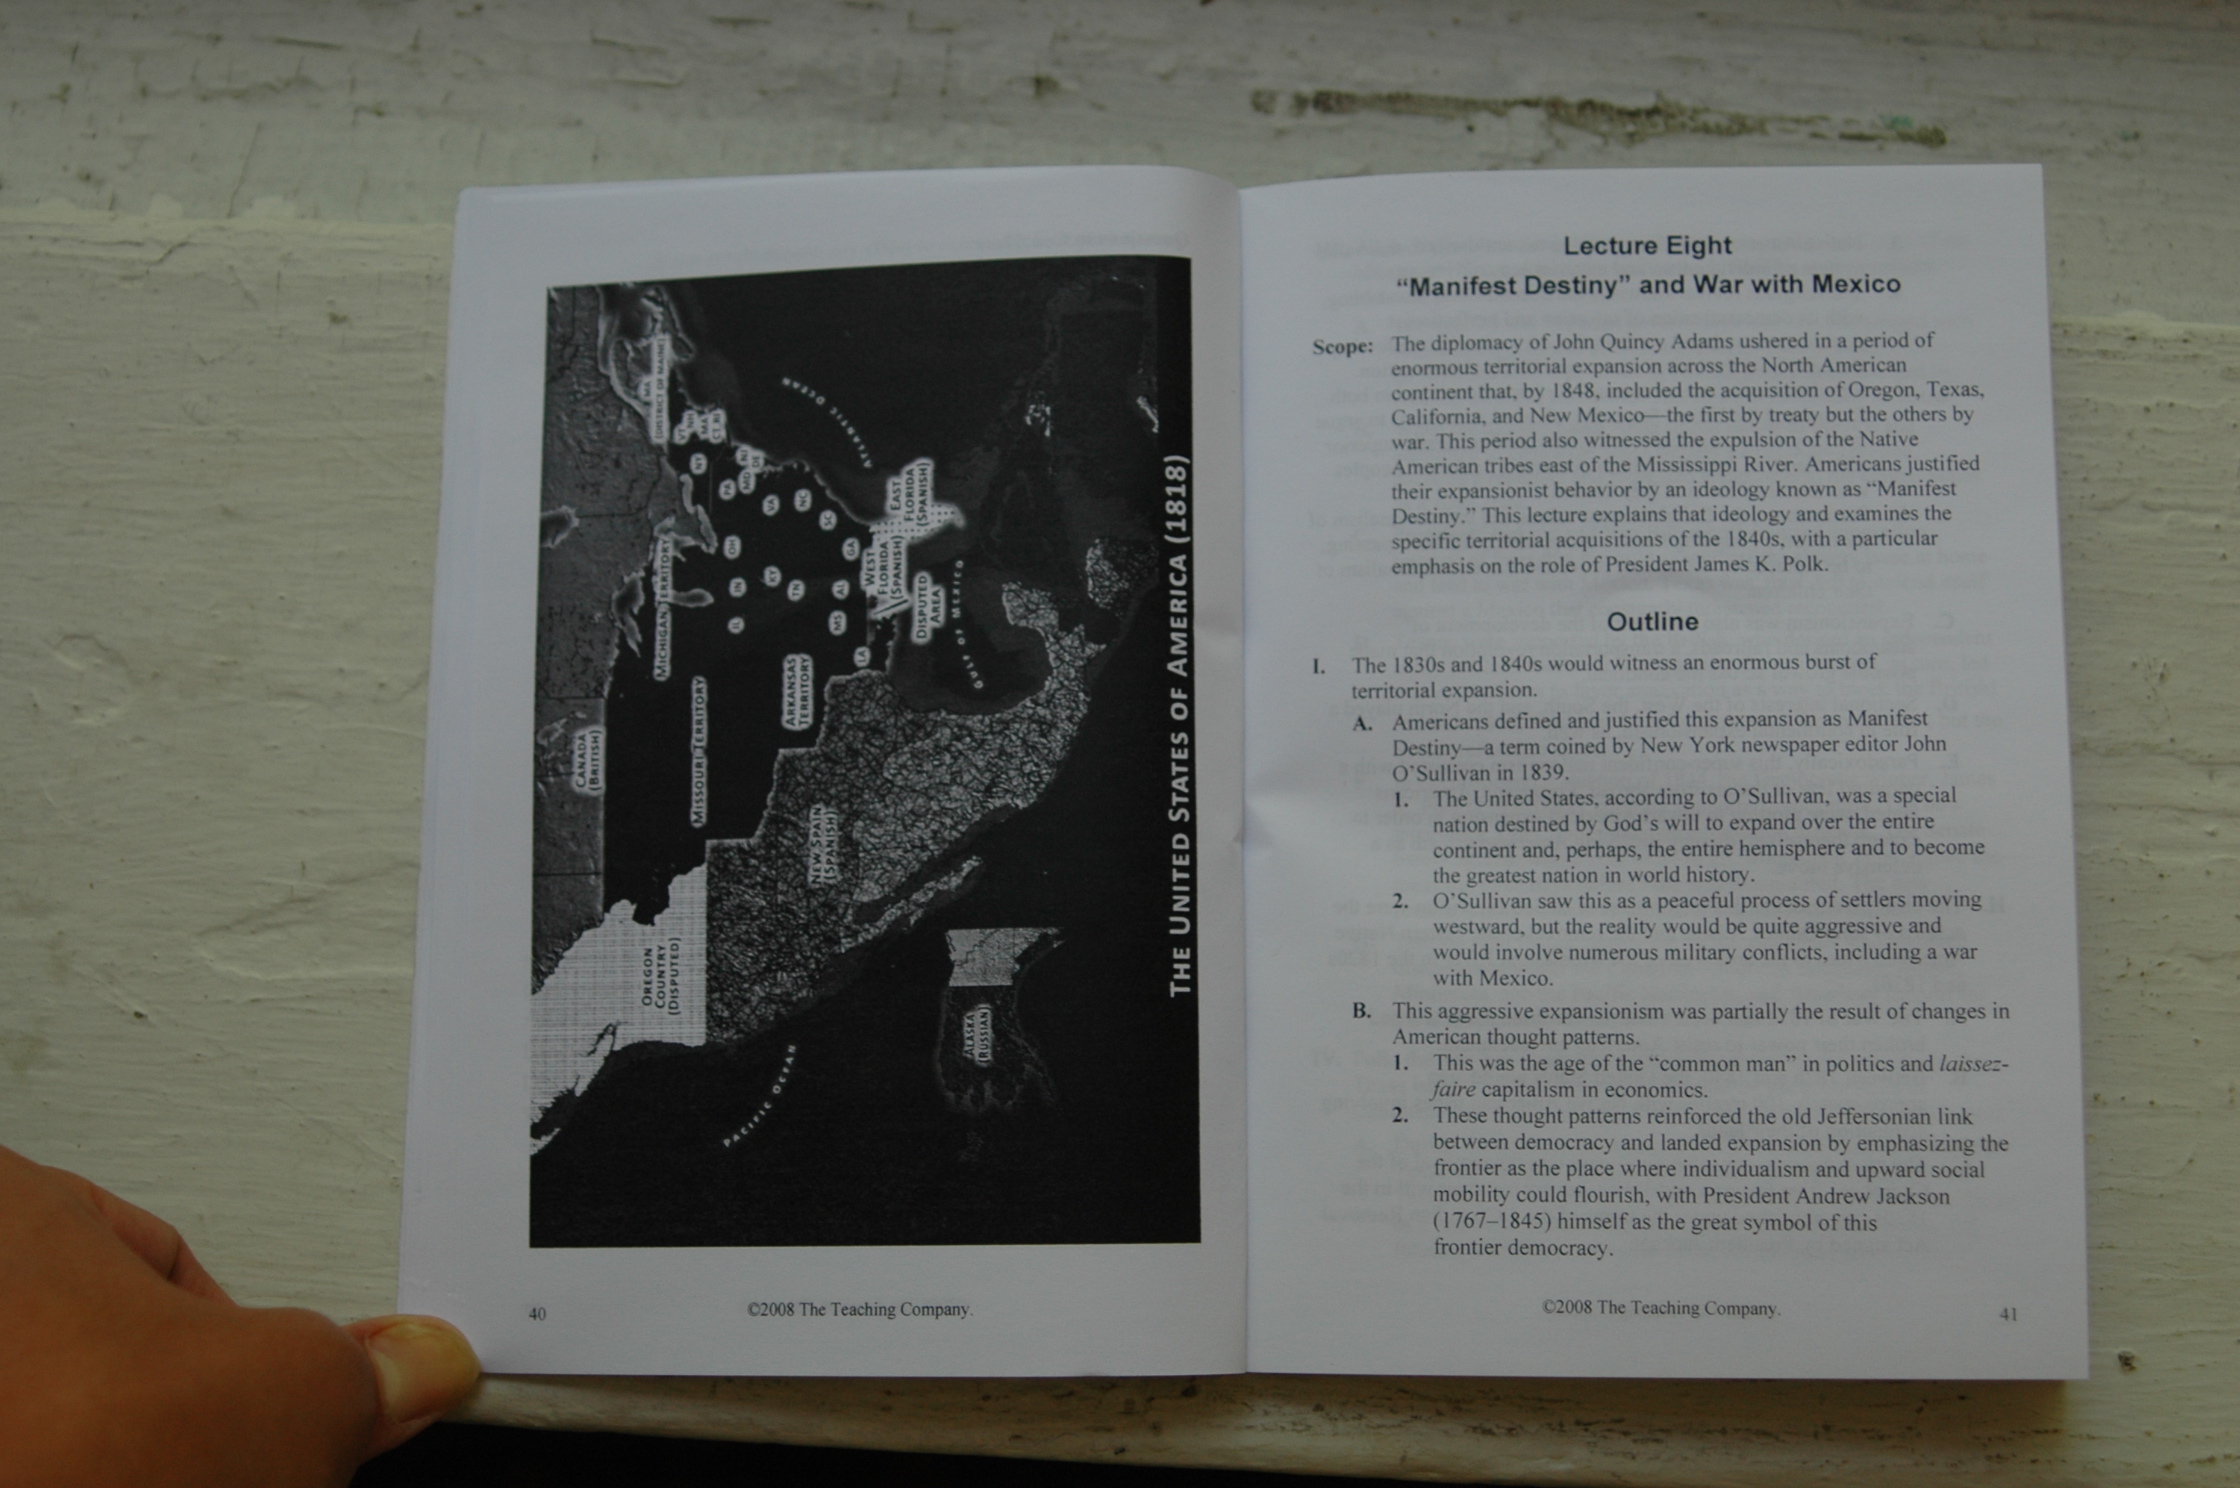 CANADA
(BRITISH)
OREGON
COUNTRY
(DISPUTED)
MISSOURI TERRITORY
MICHIGAN TERRITORY
MA
(DISTRICT OF MAINE)
VT
NH
MA
CT
RI
NY
PA
NJ
MD
DE
OH
IN
IL
VA
KY
NC
TN
SC
GA
AL
MS
LA
ARKANSAS
TERRITORY
NEW SPAIN
(SPANISH)
WEST
FLORIDA
(SPANISH)
EAST
FLORIDA
(SPANISH)
DISPUTED
AREA
GULF OF MEXICO
ATLANTIC OCEAN
PACIFIC OCEAN
ALASKA
(RUSSIAN)
THE UNITED STATES OF AMERICA (1818)
40
©2008 The Teaching Company.
Lecture Eight
“Manifest Destiny” and War with Mexico
Scope: The diplomacy of John Quincy Adams ushered in a period of
enormous territorial expansion across the North American
continent that, by 1848, included the acquisition of Oregon, Texas,
California, and New Mexico—the first by treaty but the others by
war. This period also witnessed the expulsion of the Native
American tribes east of the Mississippi River. Americans justified
their expansionist behavior by an ideology known as “Manifest
Destiny.” This lecture explains that ideology and examines the
specific territorial acquisitions of the 1840s, with a particular
emphasis on the role of President James K. Polk.
Outline
I. The 1830s and 1840s would witness an enormous burst of
territorial expansion.
A. Americans defined and justified this expansion as Manifest
Destiny—a term coined by New York newspaper editor John
O’Sullivan in 1839.
1. The United States, according to O’Sullivan, was a special
nation destined by God’s will to expand over the entire
continent and, perhaps, the entire hemisphere and to become
the greatest nation in world history.
2. O’Sullivan saw this as a peaceful process of settlers moving
westward, but the reality would be quite aggressive and
would involve numerous military conflicts, including a war
with Mexico.
B. This aggressive expansionism was partially the result of changes in
American thought patterns.
1. This was the age of the “common man” in politics and laissez-
faire capitalism in economics.
2. These thought patterns reinforced the old Jeffersonian link
between democracy and landed expansion by emphasizing the
frontier as the place where individualism and upward social
mobility could flourish, with President Andrew Jackson
(1767–1845) himself as the great symbol of this
frontier democracy.
©2008 The Teaching Company.
41